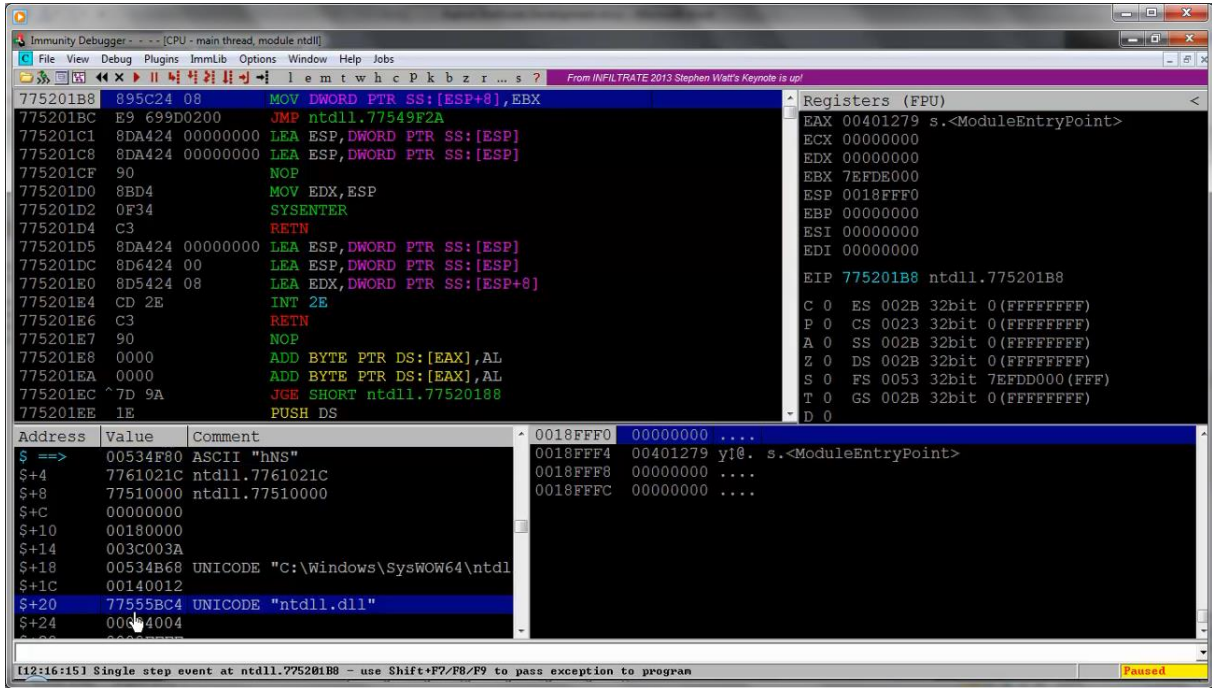 Immunity Debugger - - - - [CPU - main thread, module ntdll]
C File View Debug Plugins ImmLib Options Window Help Jobs
l e m t w h c P k b z r ... s ? From INFILTRATE 2013 Stephen Watt's Keynote is up!
775201B8 895C24 08 MOV DWORD PTR SS:[ESP+8],EBX
775201BC E9 699D0200 JMP ntdll.77549F2A
775201C1 8DA424 00000000 LEA ESP,DWORD PTR SS:[ESP]
775201C8 8DA424 00000000 LEA ESP,DWORD PTR SS:[ESP]
775201CF 90 NOP
775201D0 8BD4 MOV EDX,ESP
775201D2 0F34 SYSENTER
775201D4 C3 RETN
775201D5 8DA424 00000000 LEA ESP,DWORD PTR SS:[ESP]
775201DC 8D6424 00 LEA ESP,DWORD PTR SS:[ESP]
775201E0 8D5424 08 LEA EDX,DWORD PTR SS:[ESP+8]
775201E4 CD 2E INT 2E
775201E6 C3 RETN
775201E7 90 NOP
775201E8 0000 ADD BYTE PTR DS:[EAX],AL
775201EA 0000 ADD BYTE PTR DS:[EAX],AL
775201EC ^7D 9A JGE SHORT ntdll.77520188
775201EE 1E PUSH DS
Registers (FPU) <
EAX 00401279 s.<ModuleEntryPoint>
ECX 00000000
EDX 00000000
EBX 7EFDE000
ESP 0018FFF0
EBP 00000000
ESI 00000000
EDI 00000000
EIP 775201B8 ntdll.775201B8
C 0 ES 002B 32bit 0(FFFFFFFF)
P 0 CS 0023 32bit 0(FFFFFFFF)
A 0 SS 002B 32bit 0(FFFFFFFF)
Z 0 DS 002B 32bit 0(FFFFFFFF)
S 0 FS 0053 32bit 7EFDD000(FFF)
T 0 GS 002B 32bit 0(FFFFFFFF)
D 0
Address Value Comment
$ ==> 00534F80 ASCII "hNS"
$+4 7761021C ntdll.7761021C
$+8 77510000 ntdll.77510000
$+C 00000000
$+10 00180000
$+14 003C003A
$+18 00534B68 UNICODE "C:\Windows\SysWOW64\ntdl
$+1C 00140012
$+20 77555BC4 UNICODE "ntdll.dll"
$+24
0018FFF0 00000000 ....
0018FFF4 00401279 y‡@. s.<ModuleEntryPoint>
0018FFF8 00000000 ....
0018FFFC 00000000 ....
[12:16:15] Single step event at ntdll.775201B8 - use Shift+F7/F8/F9 to pass exception to program Paused